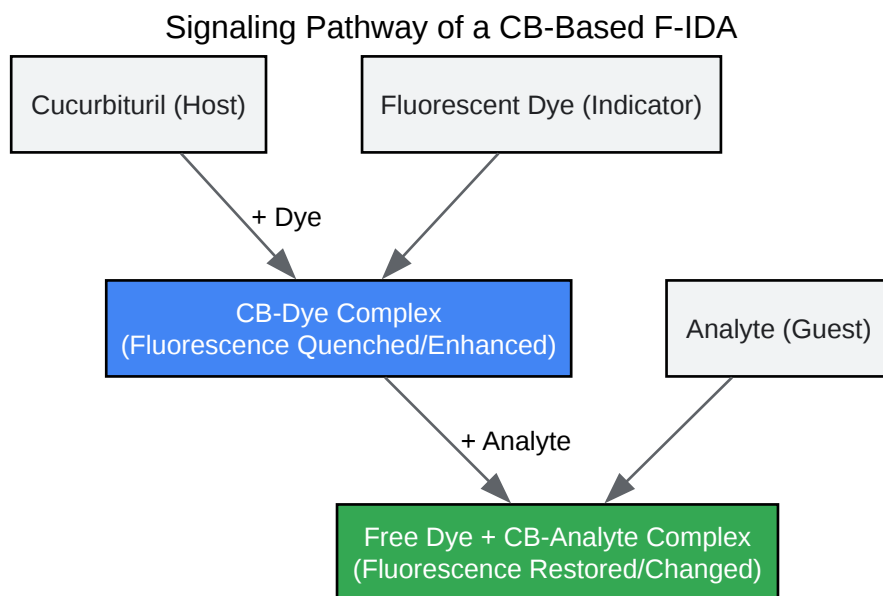 Signaling Pathway of a CB-Based F-IDA
Cucurbituril (Host)
Fluorescent Dye (Indicator)
+ Dye
CB-Dye Complex
(Fluorescence Quenched/Enhanced)
Analyte (Guest)
+ Analyte
Free Dye + CB-Analyte Complex
(Fluorescence Restored/Changed)